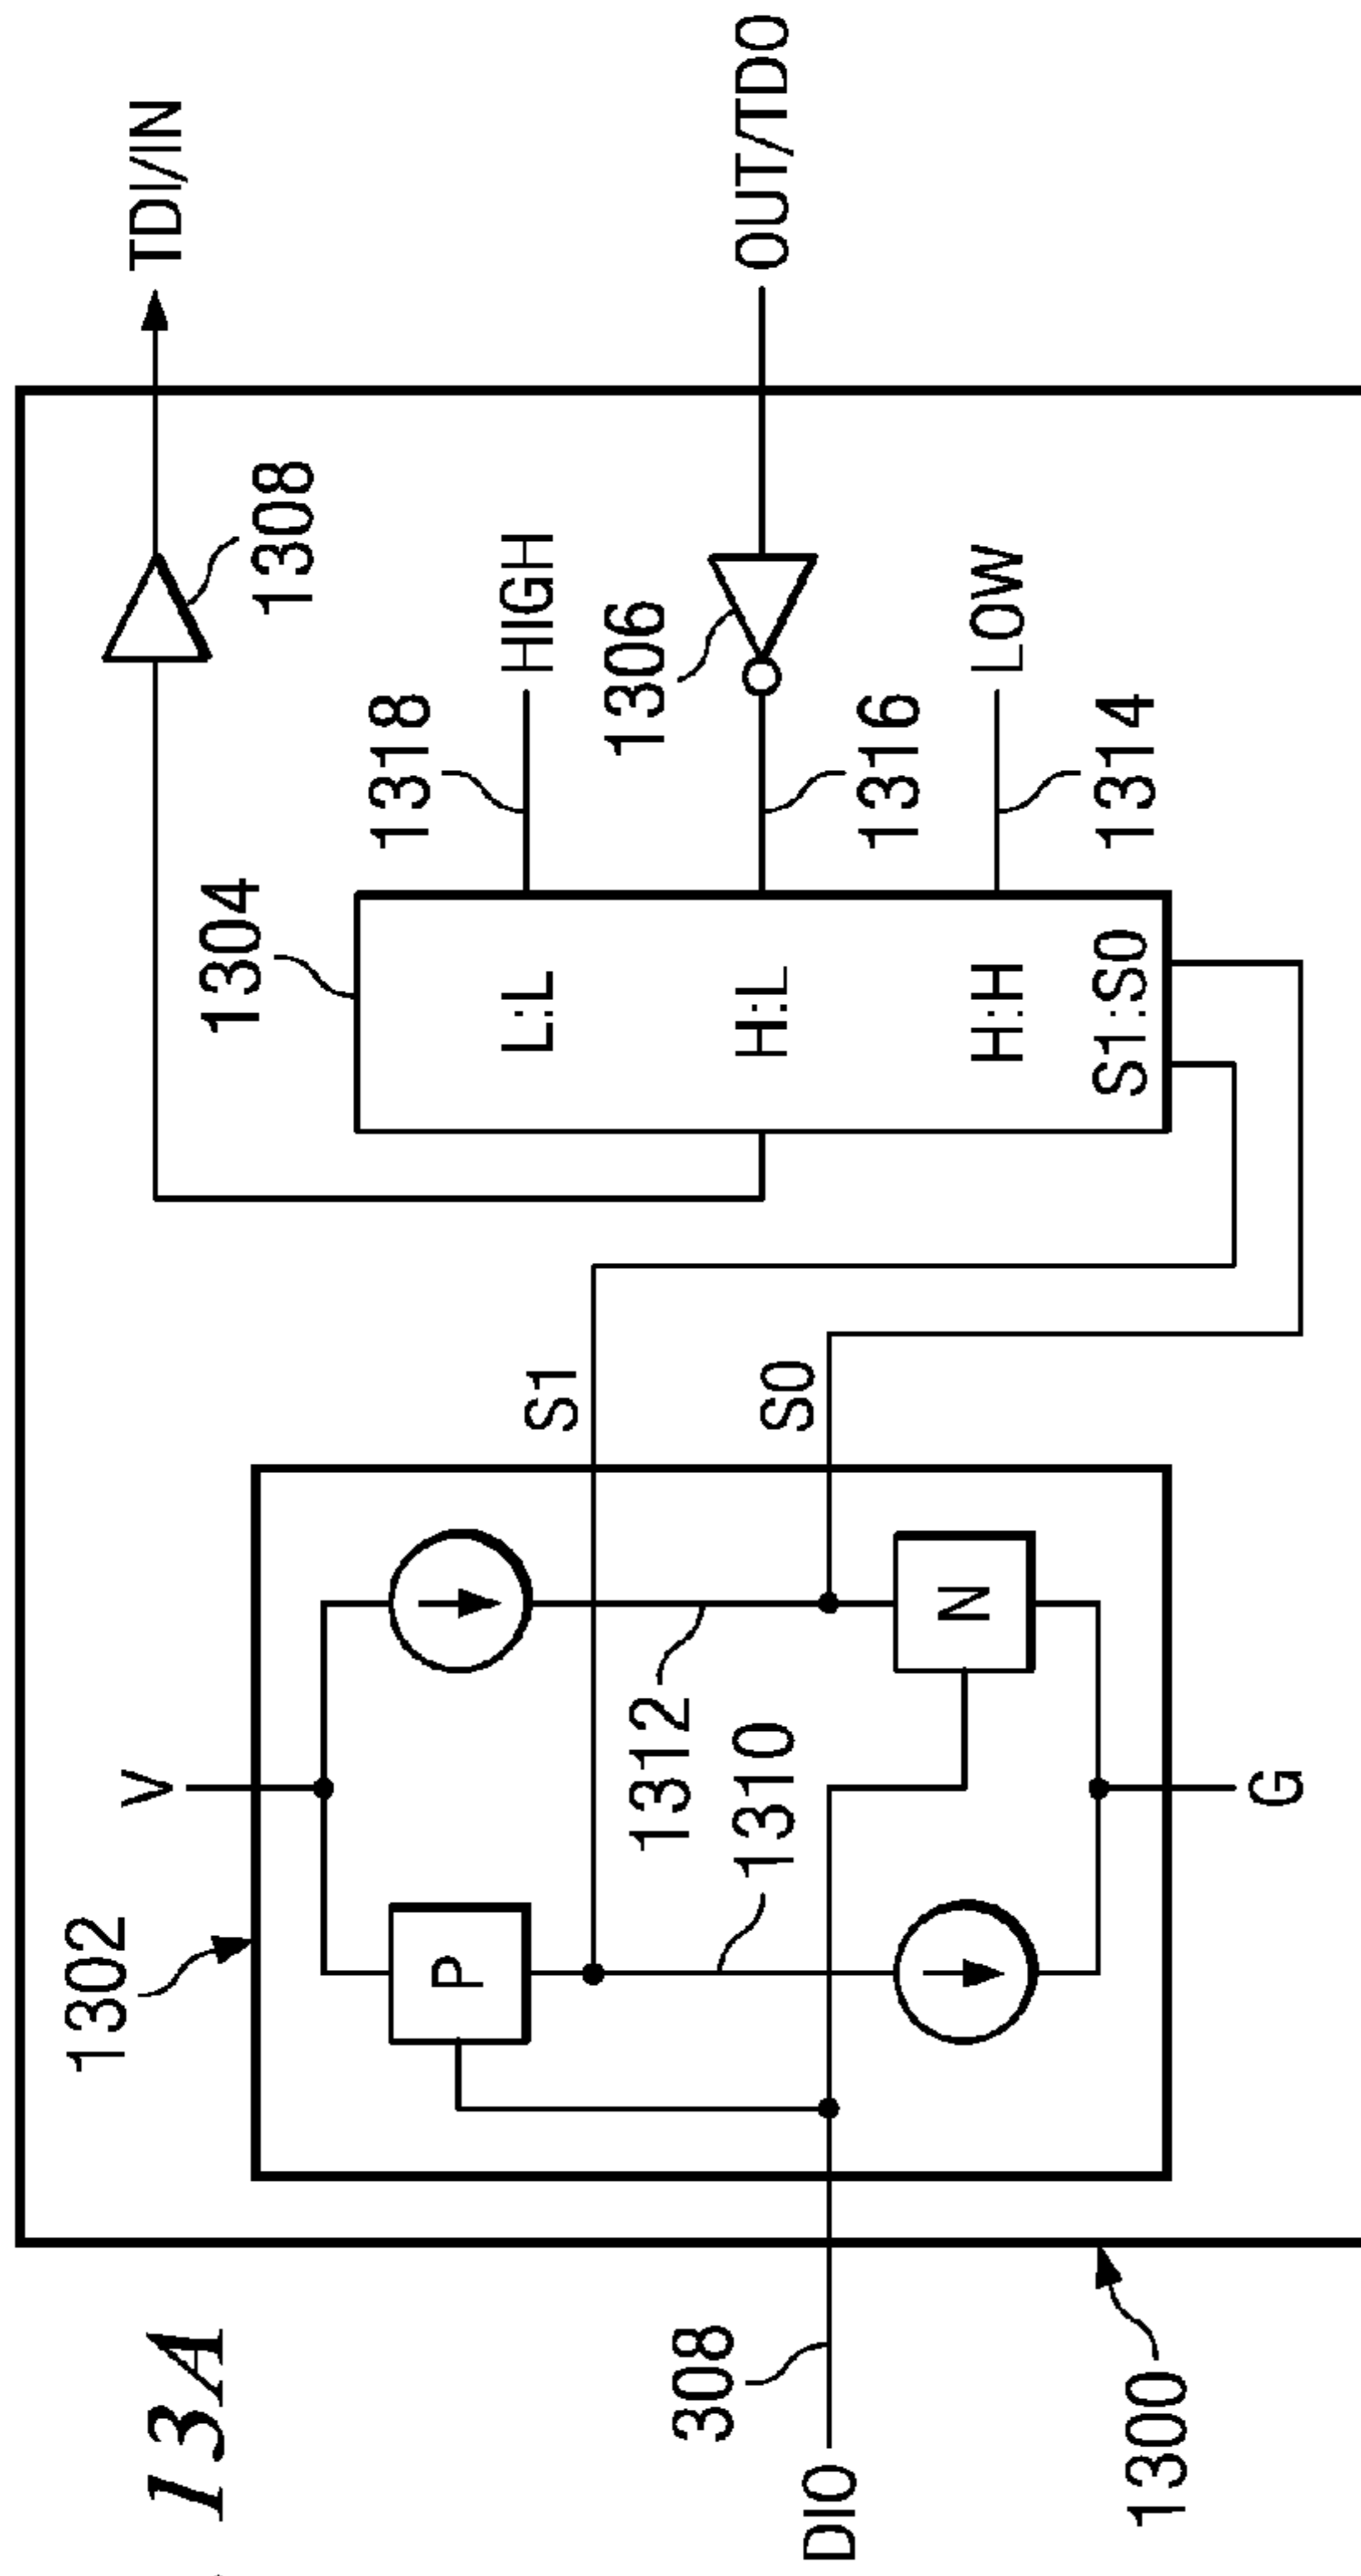 13A
1302
V
P
N
1312
1310
G
S1
S0
DIO
308
1300
1304
L:L
H:L
H:H
S1:S0
1318
HIGH
1306
1316
LOW
1314
1308
TDI/IN
OUT/TDO